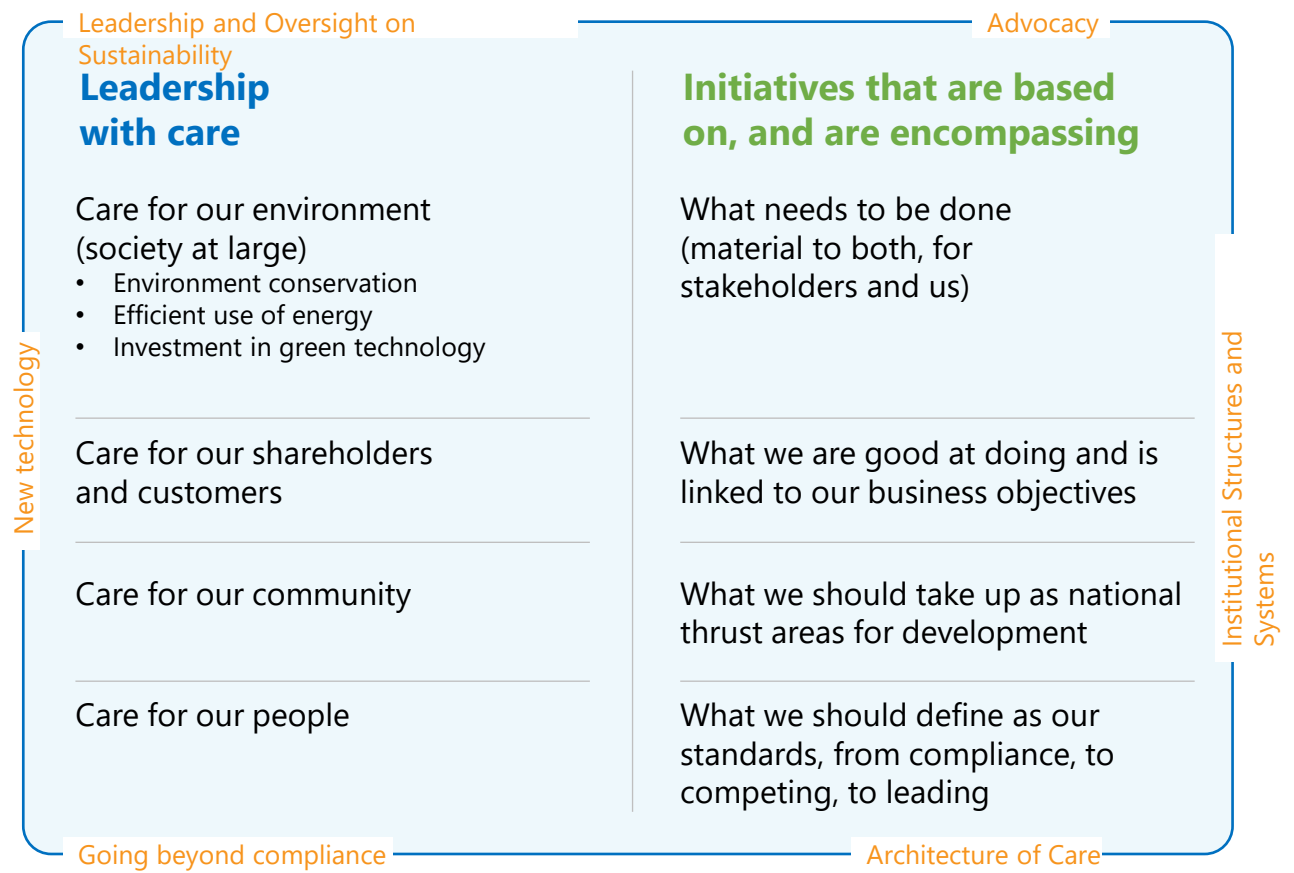 Leadership and Oversight on
Sustainability
Advocacy
Leadership
with care
Care for our environment
(society at large)
• Environment conservation
• Efficient use of energy
• Investment in green technology
Care for our shareholders
and customers
Care for our community
Care for our people
Initiatives that are based
on, and are encompassing
What needs to be done
(material to both, for
stakeholders and us)
What we are good at doing and is
linked to our business objectives
What we should take up as national
thrust areas for development
What we should define as our
standards, from compliance, to
competing, to leading
New technology
Institutional Structures and
Systems
Going beyond compliance
Architecture of Care